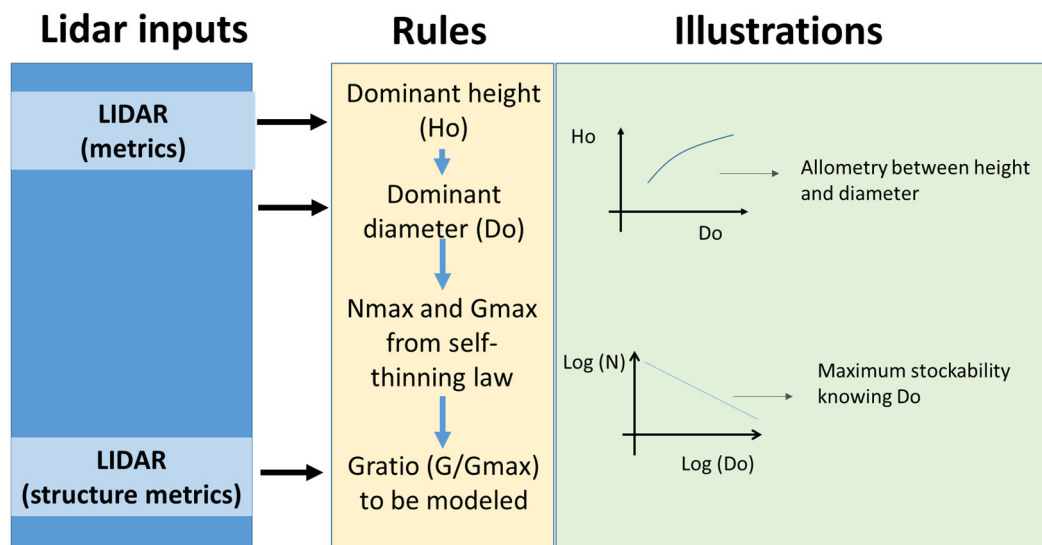 Lidar inputs
Rules
Illustrations
LIDAR
(metrics)
Dominant height
(Ho)
Dominant
diameter (Do)
Nmax and Gmax
from self-
thinning law
LIDAR
(structure metrics)
Gratio (G/Gmax)
to be modeled
Ho
Do
Allometry between height
and diameter
Log (N)
Log (Do)
Maximum stockability
knowing Do